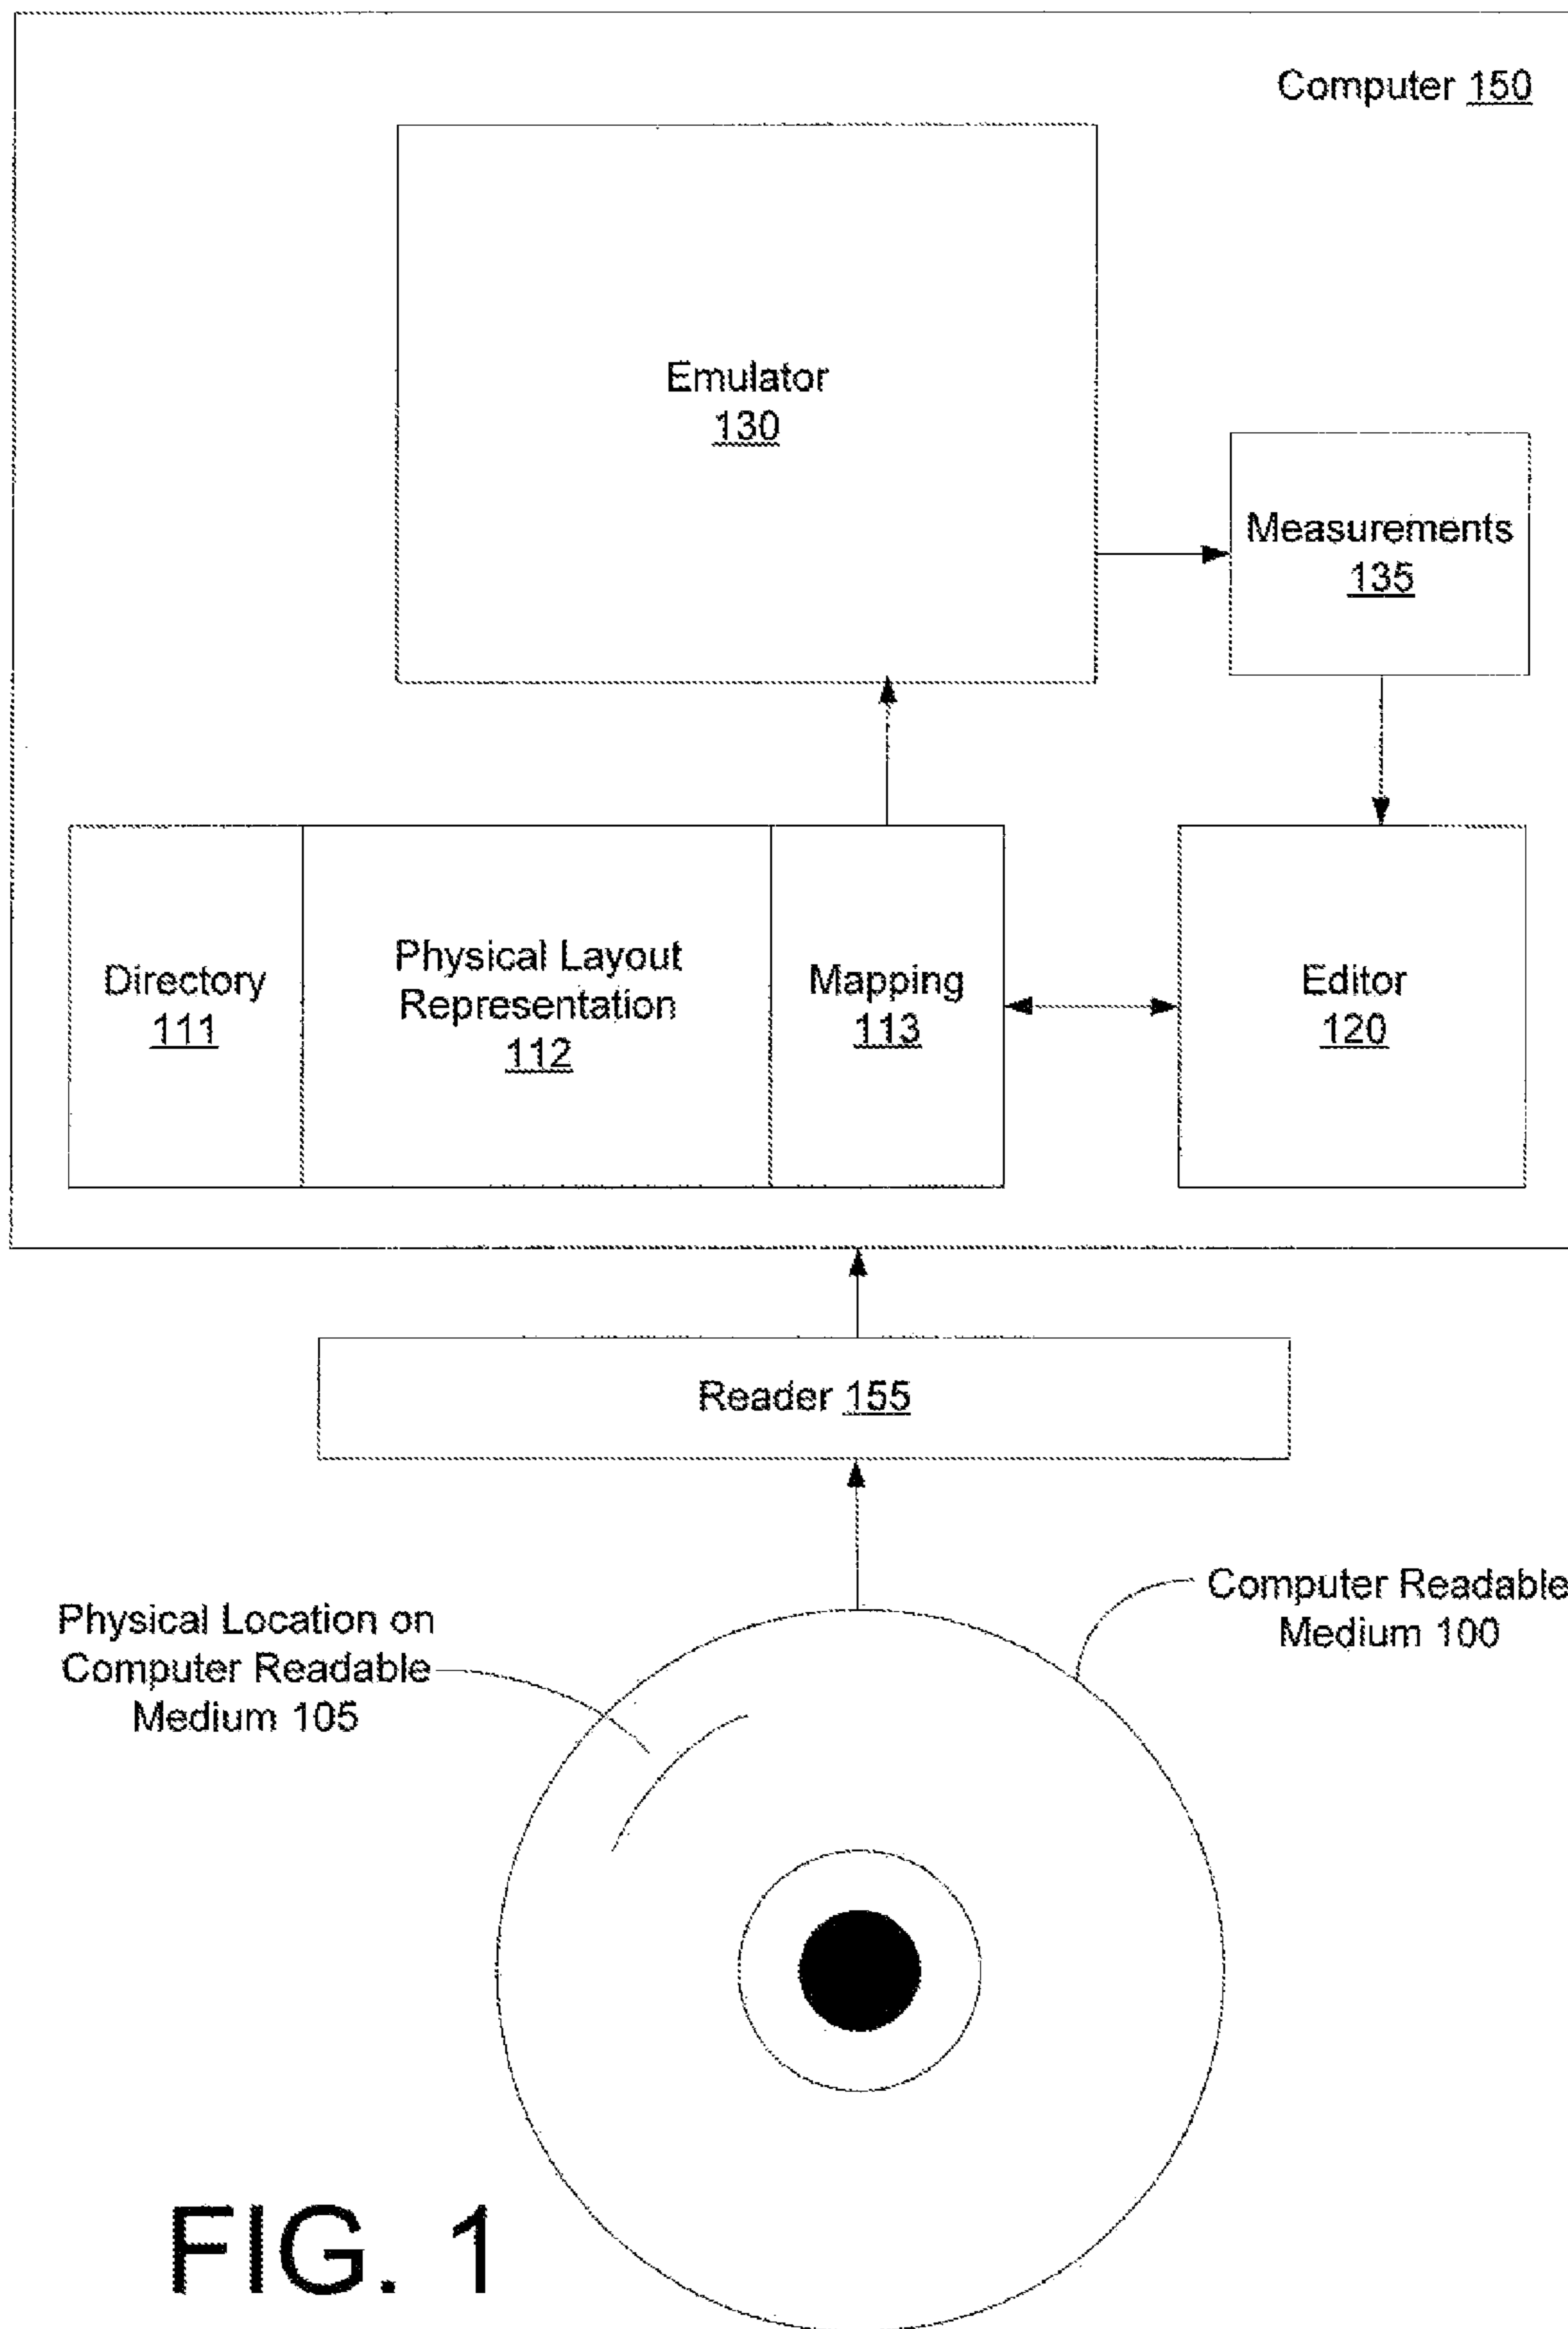 Computer 150
Emulator
130
Measurements
135
Directory
111
Physical Layout
Representation
112
Mapping
113
Editor
120
Reader 155
Physical Location on
Computer Readable
Medium 105
Computer Readable
Medium 100
FIG. 1